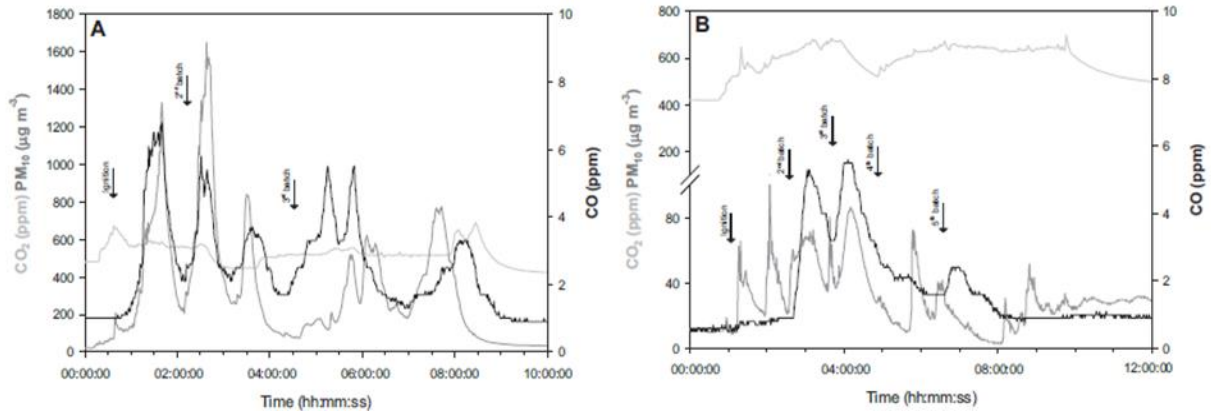 A
1800
1600
1400
1200
1000
800
600
400
200
0
10
8
6
4
2
0
CO₂ (ppm) PM₁₀ (µg m⁻³)
CO (ppm)
Ignition
2ⁿᵈ batch
3ʳᵈ batch
00:00:00 02:00:00 04:00:00 06:00:00 08:00:00 10:00:00
Time (hh:mm:ss)
B
800
700
600
500
400
200
80
40
0
10
8
6
4
2
0
CO₂ (ppm) PM₁₀ (µg m⁻³)
CO (ppm)
Ignition
2ⁿᵈ batch
4ᵗʰ batch
5ᵗʰ batch
00:00:00 04:00:00 08:00:00 12:00:00
Time (hh:mm:ss)